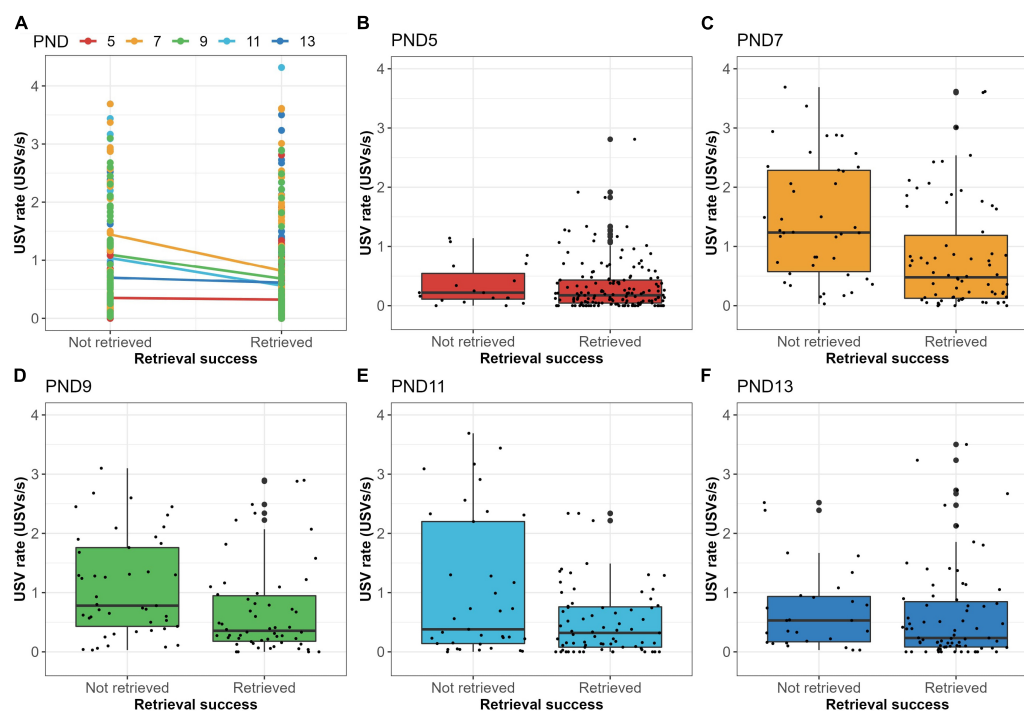 A
PND 5 7 9 11 13
USV rate (USVs/s)
4
3
2
1
0
Not retrieved Retrieved
Retrieval success
B
PND5
USV rate (USVs/s)
4
3
2
1
0
Not retrieved Retrieved
Retrieval success
C
PND7
USV rate (USVs/s)
4
3
2
1
0
Not retrieved Retrieved
Retrieval success
D
PND9
USV rate (USVs/s)
4
3
2
1
0
Not retrieved Retrieved
Retrieval success
E
PND11
USV rate (USVs/s)
4
3
2
1
0
Not retrieved Retrieved
Retrieval success
F
PND13
USV rate (USVs/s)
4
3
2
1
0
Not retrieved Retrieved
Retrieval success